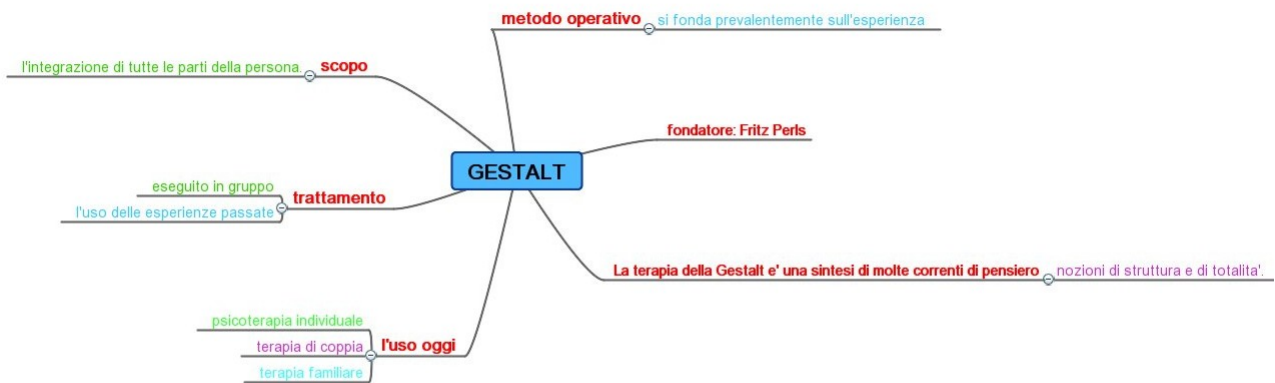 metodo operativo
si fonda prevalentemente sull'esperienza
l'integrazione di tutte le parti della persona.
scopo
fondatore: Fritz Perls
GESTALT
eseguito in gruppo
l'uso delle esperienze passate
trattamento
La terapia della Gestalt e' una sintesi di molte correnti di pensiero
nozioni di struttura e di totalita'.
psicoterapia individuale
terapia di coppia
terapia familiare
l'uso oggi